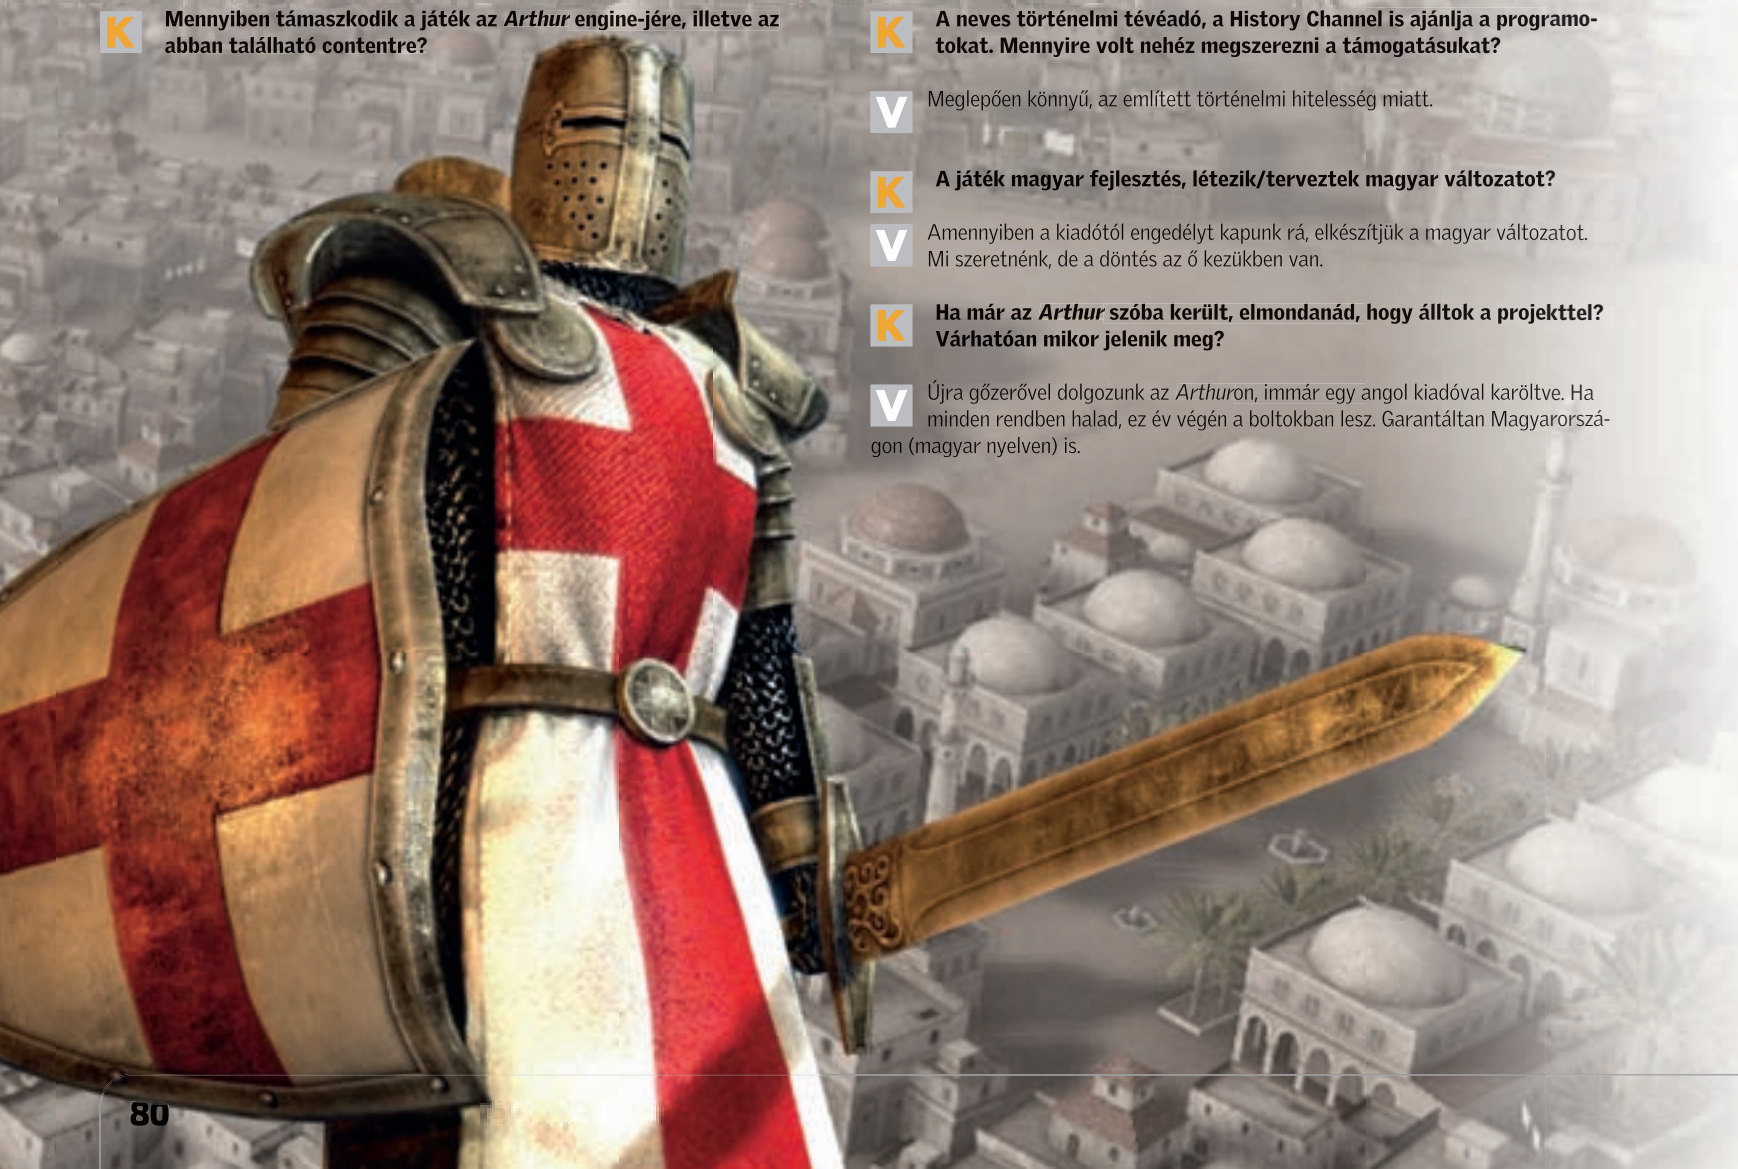 K Mennyiben támaszkodik a játék az Arthur engine-jére, illetve az
abban található contentre?
K A neves történelmi tévéadó, a History Channel is ajánlja a programo-
tokat. Mennyire volt nehéz megszerezni a támogatásukat?
V Meglepően könnyű, az említett történelmi hitelesség miatt.
K A játék magyar fejlesztés, létezik/terveztek magyar változatot?
V Amennyiben a kiadótól engedélyt kapunk rá, elkészítjük a magyar változatot.
Mi szeretnénk, de a döntés az ő kezükben van.
K Ha már az Arthur szóba került, elmondanád, hogy álltok a projekttel?
Várhatóan mikor jelenik meg?
V Újra gőzerővel dolgozunk az Arthuron, immár egy angol kiadóval karöltve. Ha
minden rendben halad, ez év végén a boltokban lesz. Garantáltan Magyarorszá-
gon (magyar nyelven) is.
80